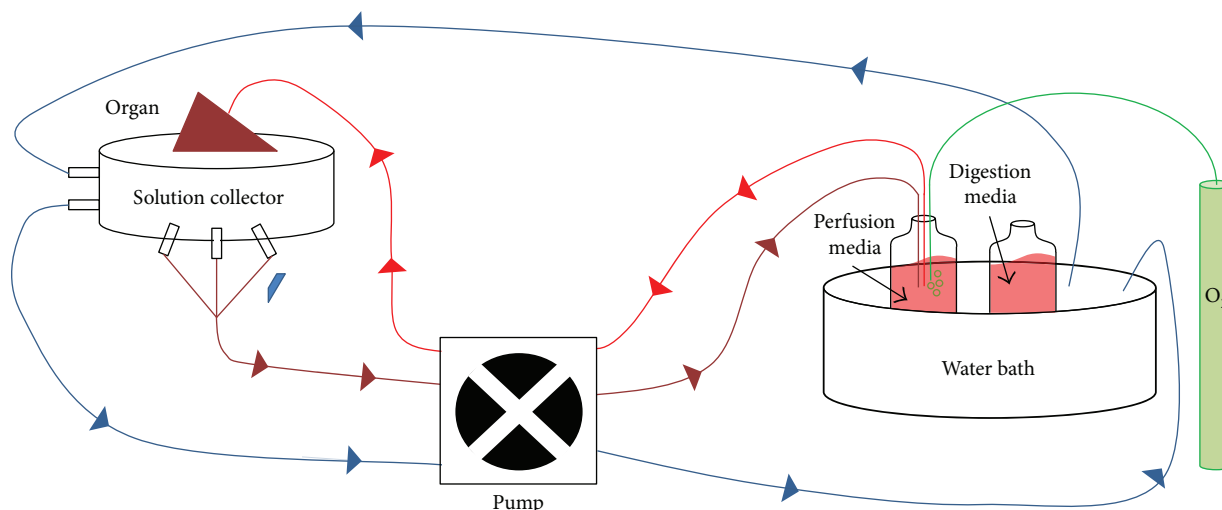 Organ
Solution collector
Digestion
media
Perfusion
media
O
Water bath
Pump